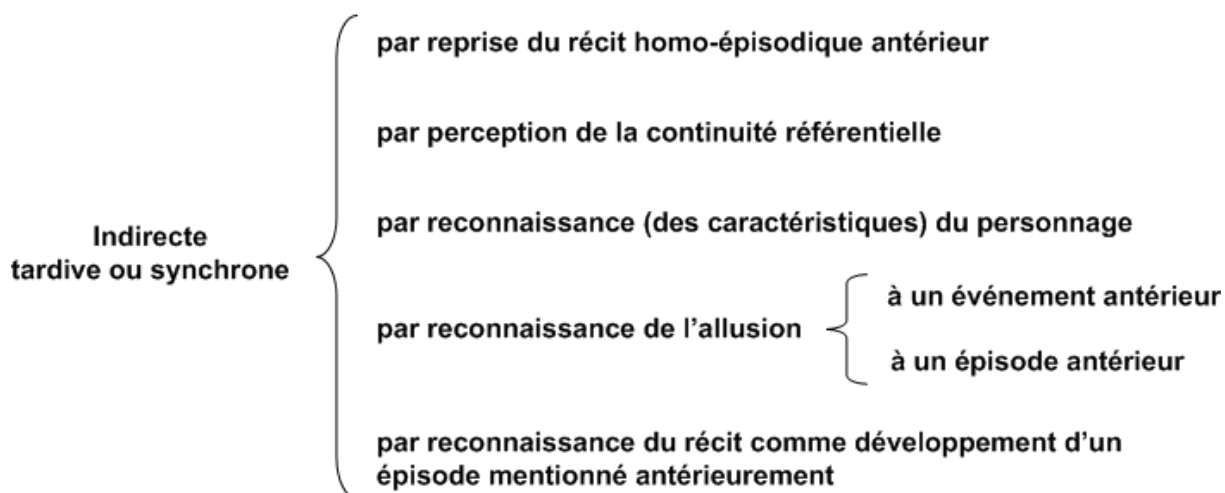 par reprise du récit homo-épisodique antérieur
par perception de la continuité référentielle
par reconnaissance (des caractéristiques) du personnage
Indirecte
tardive ou synchrone
par reconnaissance de l’allusion
à un événement antérieur
à un épisode antérieur
par reconnaissance du récit comme développement d’un
épisode mentionné antérieurement